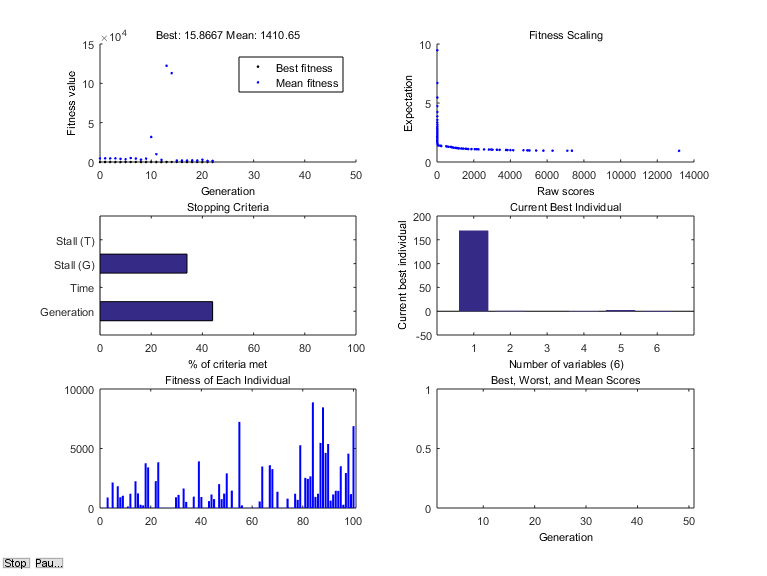 Best: 15.8667 Mean: 1410.65
×10^4
15
10
5
0
Fitness value
Best fitness
Mean fitness
0 10 20 30 40 50
Generation
Fitness Scaling
10
5
0
Expectation
0 2000 4000 6000 8000 10000 12000 14000
Raw scores
Stopping Criteria
Stall (T)
Stall (G)
Time
Generation
0 20 40 60 80 100
% of criteria met
Current Best Individual
200
150
100
50
0
-50
Current best individual
1 2 3 4 5 6
Number of variables (6)
Fitness of Each Individual
10000
5000
0
0 20 40 60 80 100
Best, Worst, and Mean Scores
1
0.5
0
10 20 30 40 50
Generation
Stop Pau...